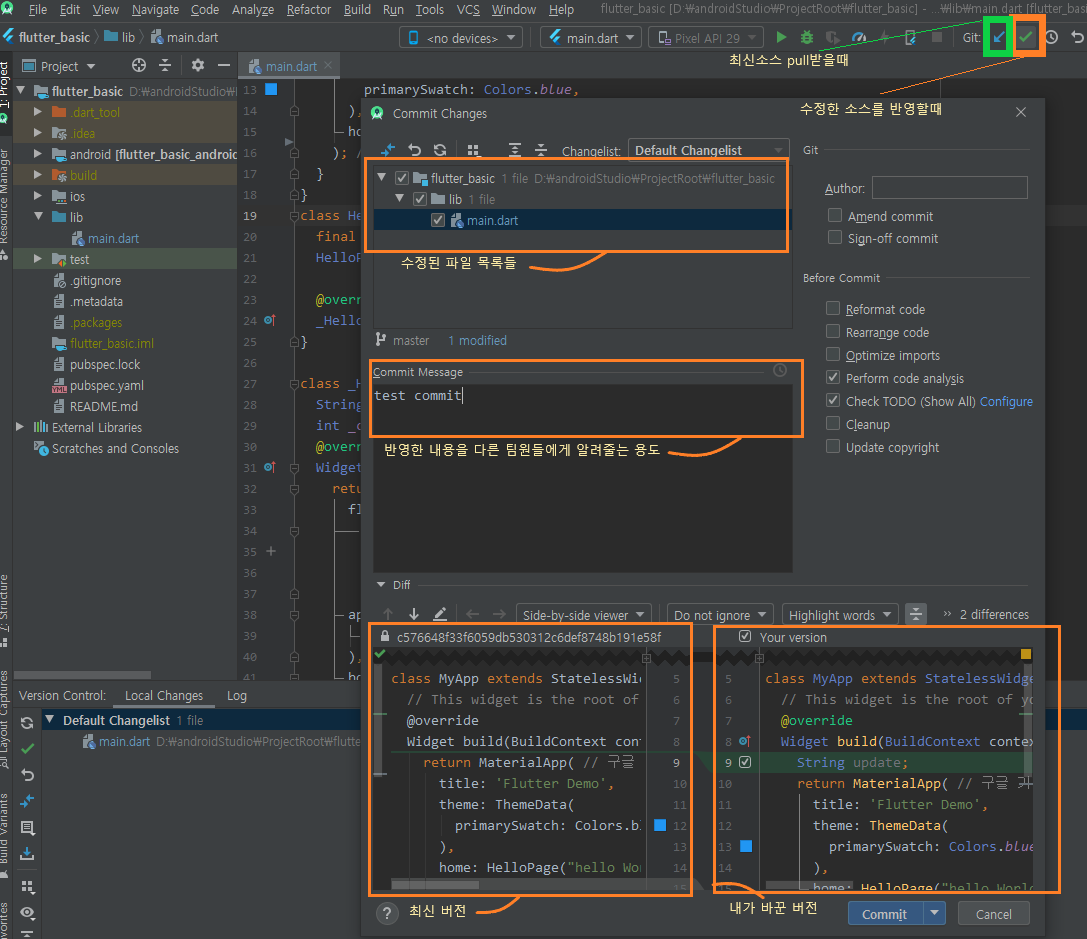 File Edit View Navigate Code Analyze Refactor Build Run Tools VCS Window Help flutter_basic [D:₩androidStudio₩ProjectRoot₩flutter_basic] - ...₩lib₩main.dart [flutter_bas
flutter_basic lib main.dart <no devices> main.dart Pixel API 29 Git:
최신소스 pull받을때
수정한 소스를 반영할때
1: Project
Resource Manager
7: Structure
Layout Captures
Build Variants
Project
flutter_basic D:₩androidStudio₩
.dart_tool
.idea
android [flutter_basic_android
build
ios
lib
main.dart
test
.gitignore
.metadata
.packages
flutter_basic.iml
pubspec.lock
pubspec.yaml
README.md
External Libraries
Scratches and Consoles
main.dart
13 primarySwatch: Colors.blue,
14 ),
15 ho
16 ); /
17 }
18 }
19 class He
20 final
21 HelloP
22
23 @overr
24 _Hello
25 }
26
27 class _H
28 String
29 int _c
30 @overr
31 Widget
32 retu
33 fl
34
35
36
37
38 ap
39
40 ),
41
Commit Changes
Changelist: Default Changelist
flutter_basic 1 file D:₩androidStudio₩ProjectRoot₩flutter_basic
lib 1 file
main.dart
수정된 파일 목록들
master 1 modified
Commit Message
test commit
반영한 내용을 다른 팀원들에게 알려줄는 용도
Git
Author:
Amend commit
Sign-off commit
Before Commit
Reformat code
Rearrange code
Optimize imports
Perform code analysis
Check TODO (Show All) Configure
Cleanup
Update copyright
Diff
Side-by-side viewer Do not ignore Highlight words 2 differences
c576648f33f6059db530312c6def8748b191e58f
class MyApp extends StatelessWi 5
// This widget is the root of 6
@override 7
Widget build(BuildContext con 8
return MaterialApp( // 구글 9
title: 'Flutter Demo', 10
theme: ThemeData( 11
primarySwatch: Colors.bl 12
), 13
home: HelloPage("hello Wor 14
15
Your version
5 class MyApp extends StatelessWidge
6 // This widget is the root of yo
7 @override
8 Widget build(BuildContext contex
9 String update;
10 return MaterialApp( // 구글
11 title: 'Flutter Demo',
12 theme: ThemeData(
13 primarySwatch: Colors.blue
14 ),
15 home: HelloPage("hello World
최신 버전
내가 바꾼 버전
? Commit Cancel
Version Control: Local Changes Log
Default Changelist 1 file
main.dart D:₩androidStudio₩ProjectRoot₩flutte